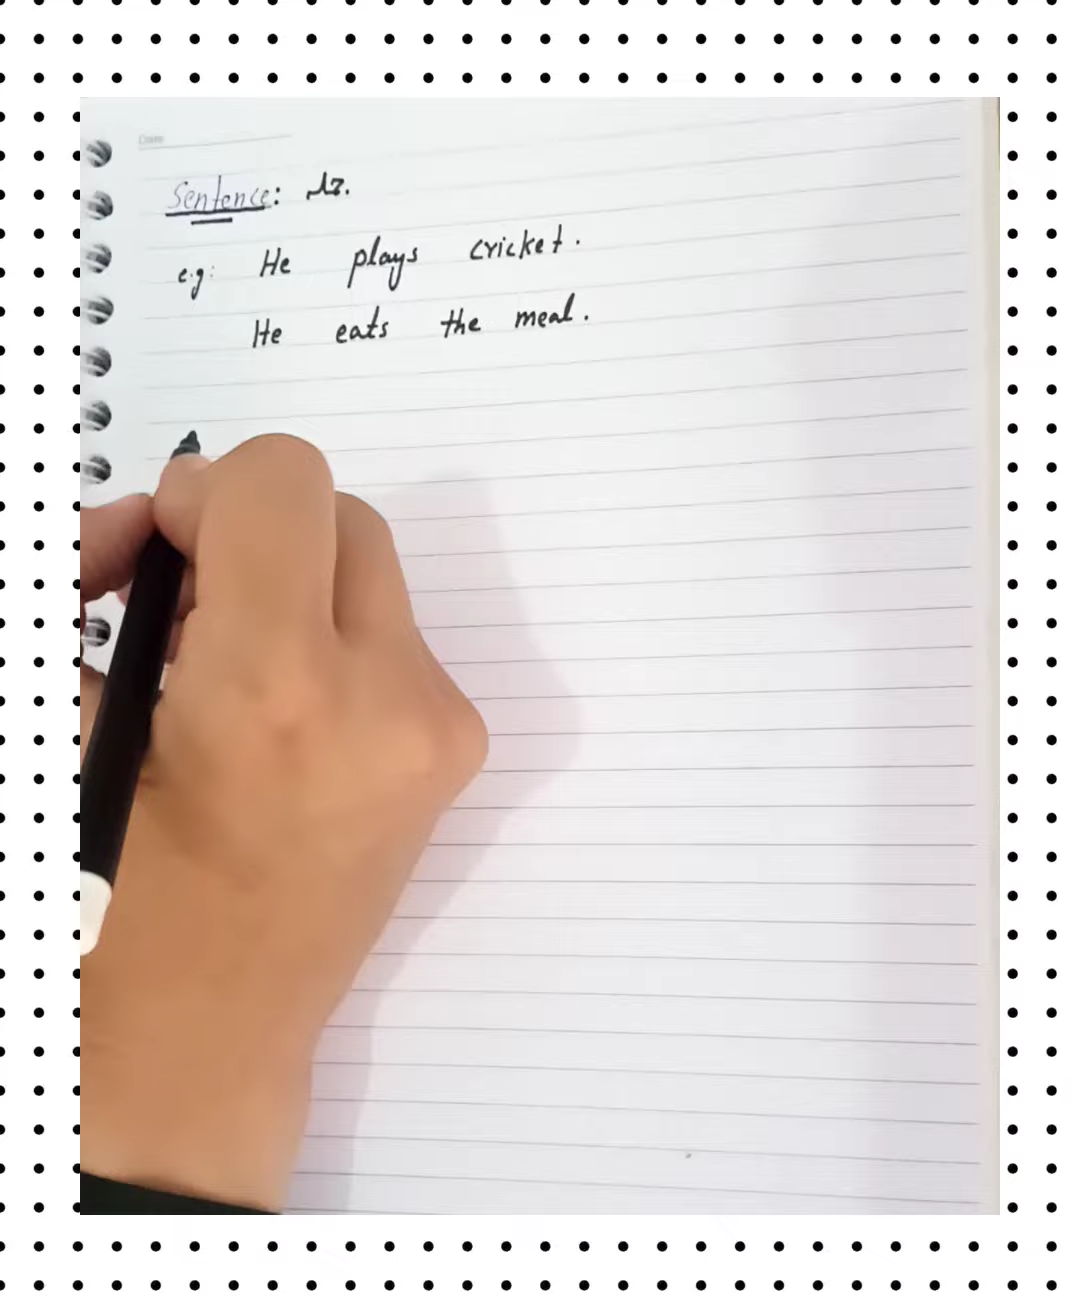 Date
Sentence:
e.g: He plays cricket.
He eats the meal.